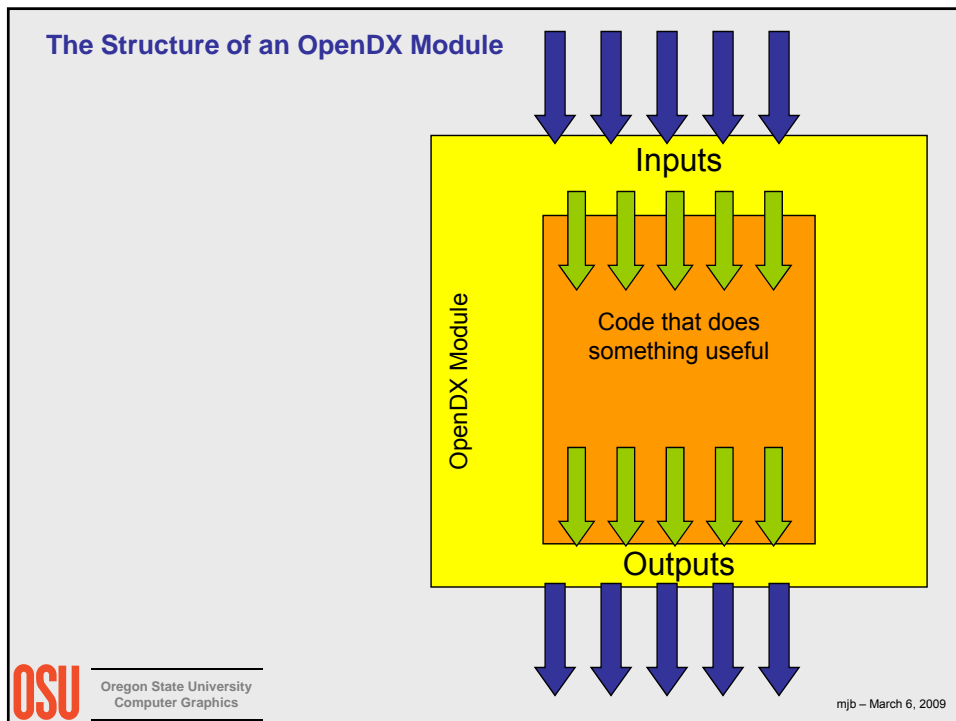 The Structure of an OpenDX Module
Inputs
OpenDX Module
Code that does
something useful
Outputs
OSU
Oregon State University
Computer Graphics
mjb – March 6, 2009